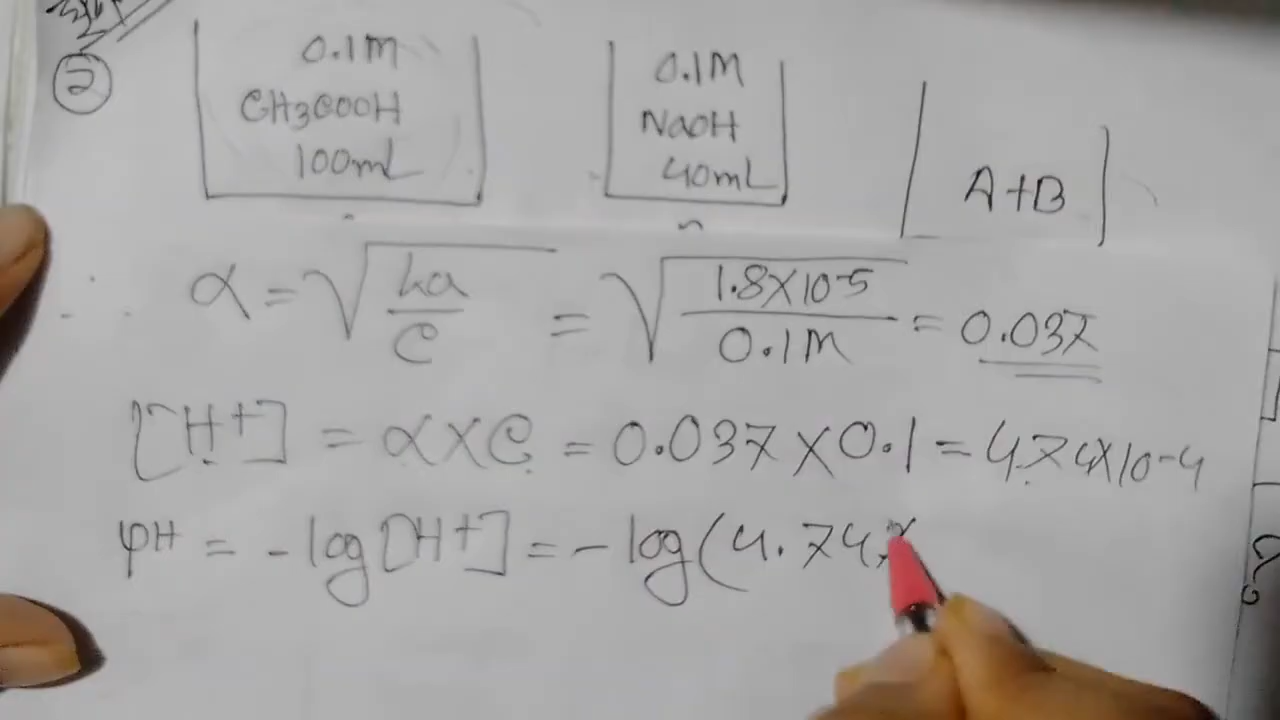 ②
0.1M
CH3COOH
100mL
0.1M
NaOH
40mL
A+B
α = √Ka/C = √1.8×10-5/0.1M = 0.037
[H+] = α×C = 0.037×0.1 = 4.74×10-4
pH = -log[H+] = -log(4.74×